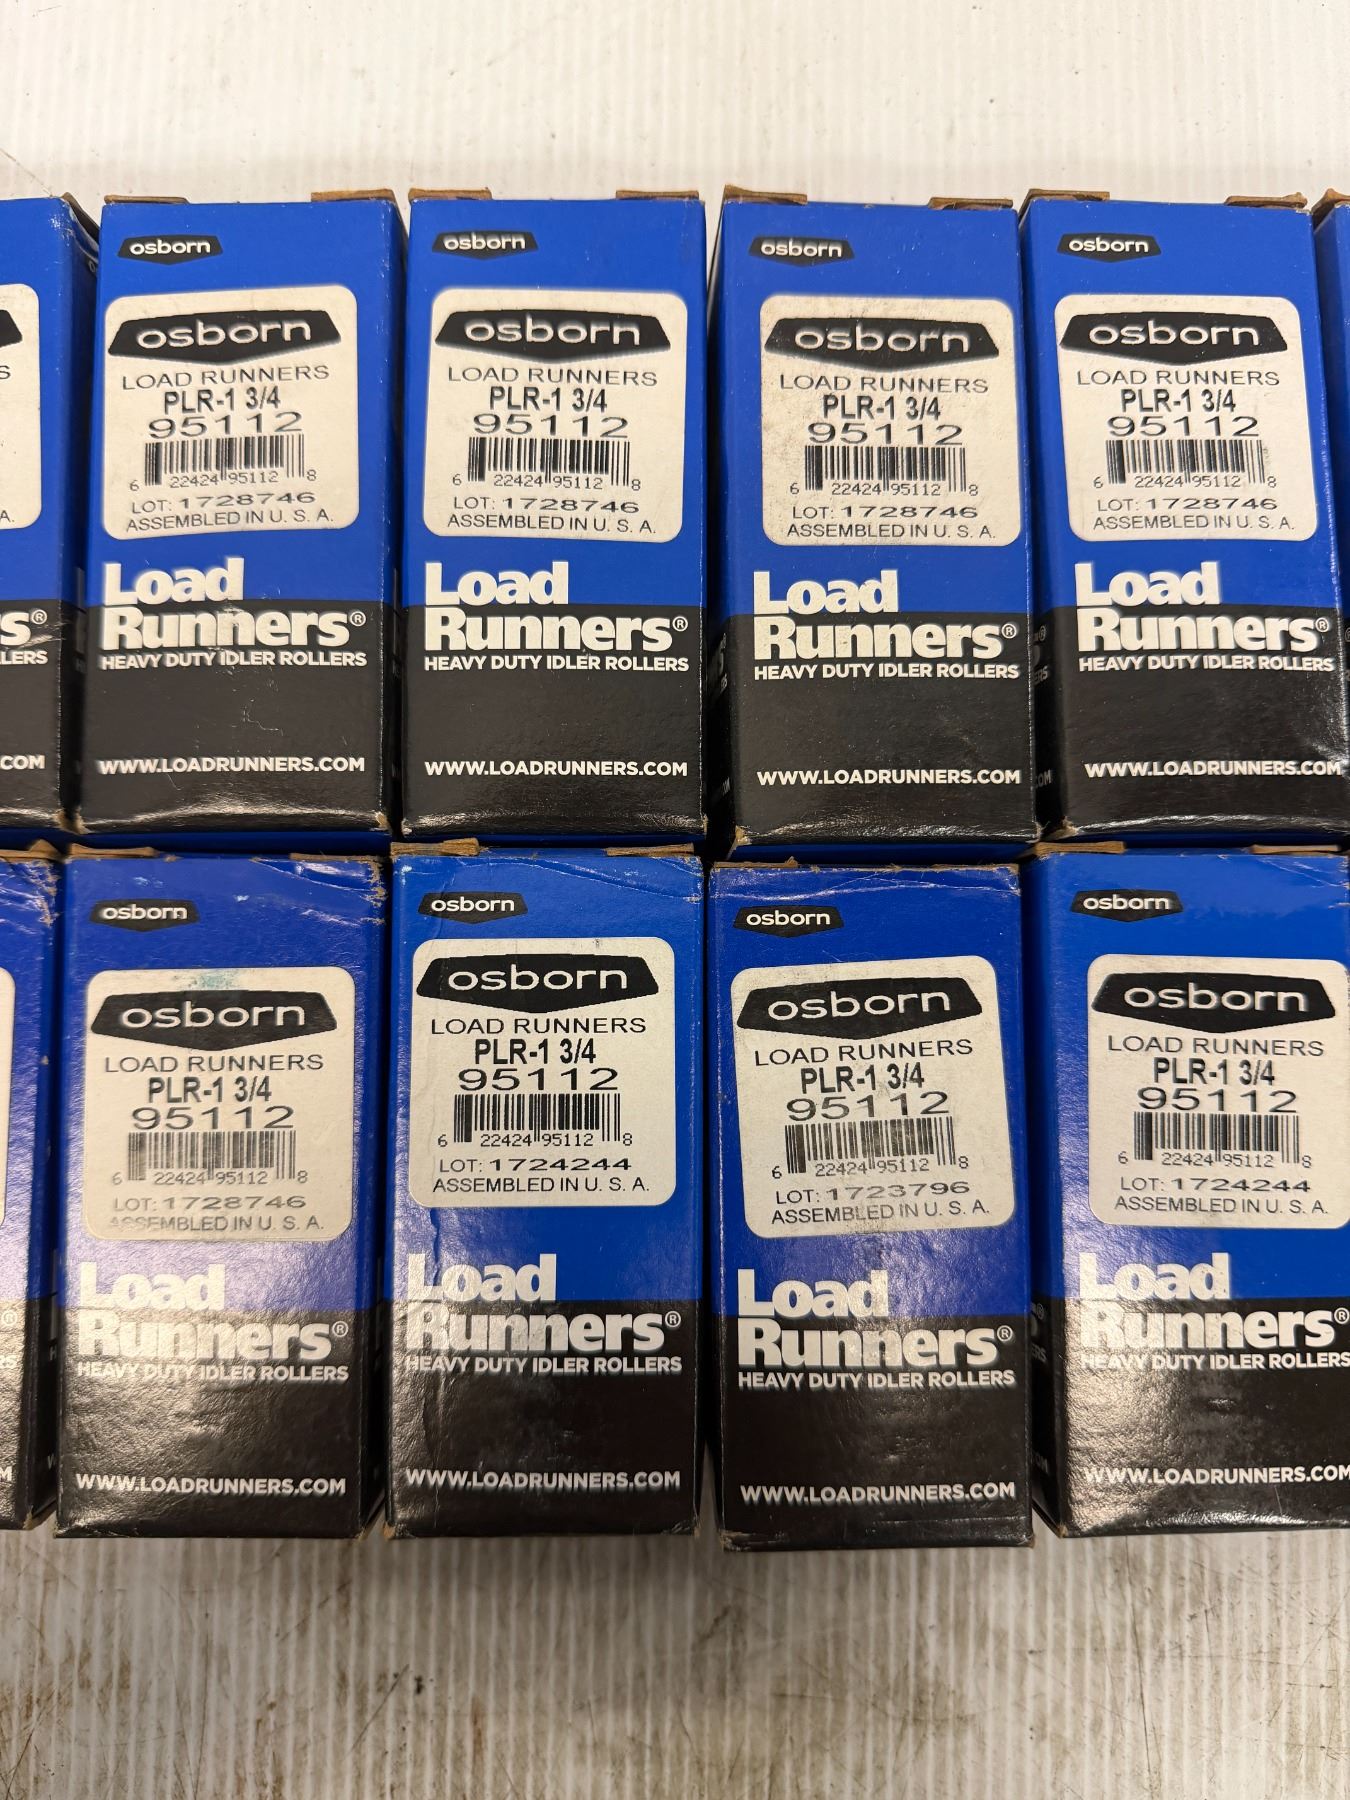 osborn
osborn
LOAD RUNNERS
PLR-1 3/4
95112
6 22424 95112 8
LOT: 1728746
ASSEMBLED IN U. S. A.
Load
Runners®
HEAVY DUTY IDLER ROLLERS
WWW.LOADRUNNERS.COM
osborn
osborn
LOAD RUNNERS
PLR-1 3/4
95112
6 22424 95112 8
LOT: 1728746
ASSEMBLED IN U. S. A.
Load
Runners®
HEAVY DUTY IDLER ROLLERS
WWW.LOADRUNNERS.COM
osborn
osborn
LOAD RUNNERS
PLR-1 3/4
95112
6 22424 95112 8
LOT: 1728746
ASSEMBLED IN U. S. A.
Load
Runners®
HEAVY DUTY IDLER ROLLERS
WWW.LOADRUNNERS.COM
osborn
osborn
LOAD RUNNERS
PLR-1 3/4
95112
6 22424 95112 8
LOT: 1728746
ASSEMBLED IN U. S. A.
Load
Runners®
HEAVY DUTY IDLER ROLLERS
WWW.LOADRUNNERS.COM
osborn
osborn
LOAD RUNNERS
PLR-1 3/4
95112
6 22424 95112 8
LOT: 1728746
ASSEMBLED IN U. S. A.
Load
Runners®
HEAVY DUTY IDLER ROLLERS
WWW.LOADRUNNERS.COM
osborn
osborn
LOAD RUNNERS
PLR-1 3/4
95112
6 22424 95112 8
LOT: 1724244
ASSEMBLED IN U. S. A.
Load
Runners®
HEAVY DUTY IDLER ROLLERS
WWW.LOADRUNNERS.COM
osborn
osborn
LOAD RUNNERS
PLR-1 3/4
95112
6 22424 95112 8
LOT: 1723796
ASSEMBLED IN U. S. A.
Load
Runners®
HEAVY DUTY IDLER ROLLERS
WWW.LOADRUNNERS.COM
osborn
osborn
LOAD RUNNERS
PLR-1 3/4
95112
6 22424 95112 8
LOT: 1724244
ASSEMBLED IN U. S. A.
Load
Runners®
HEAVY DUTY IDLER ROLLERS
WWW.LOADRUNNERS.COM